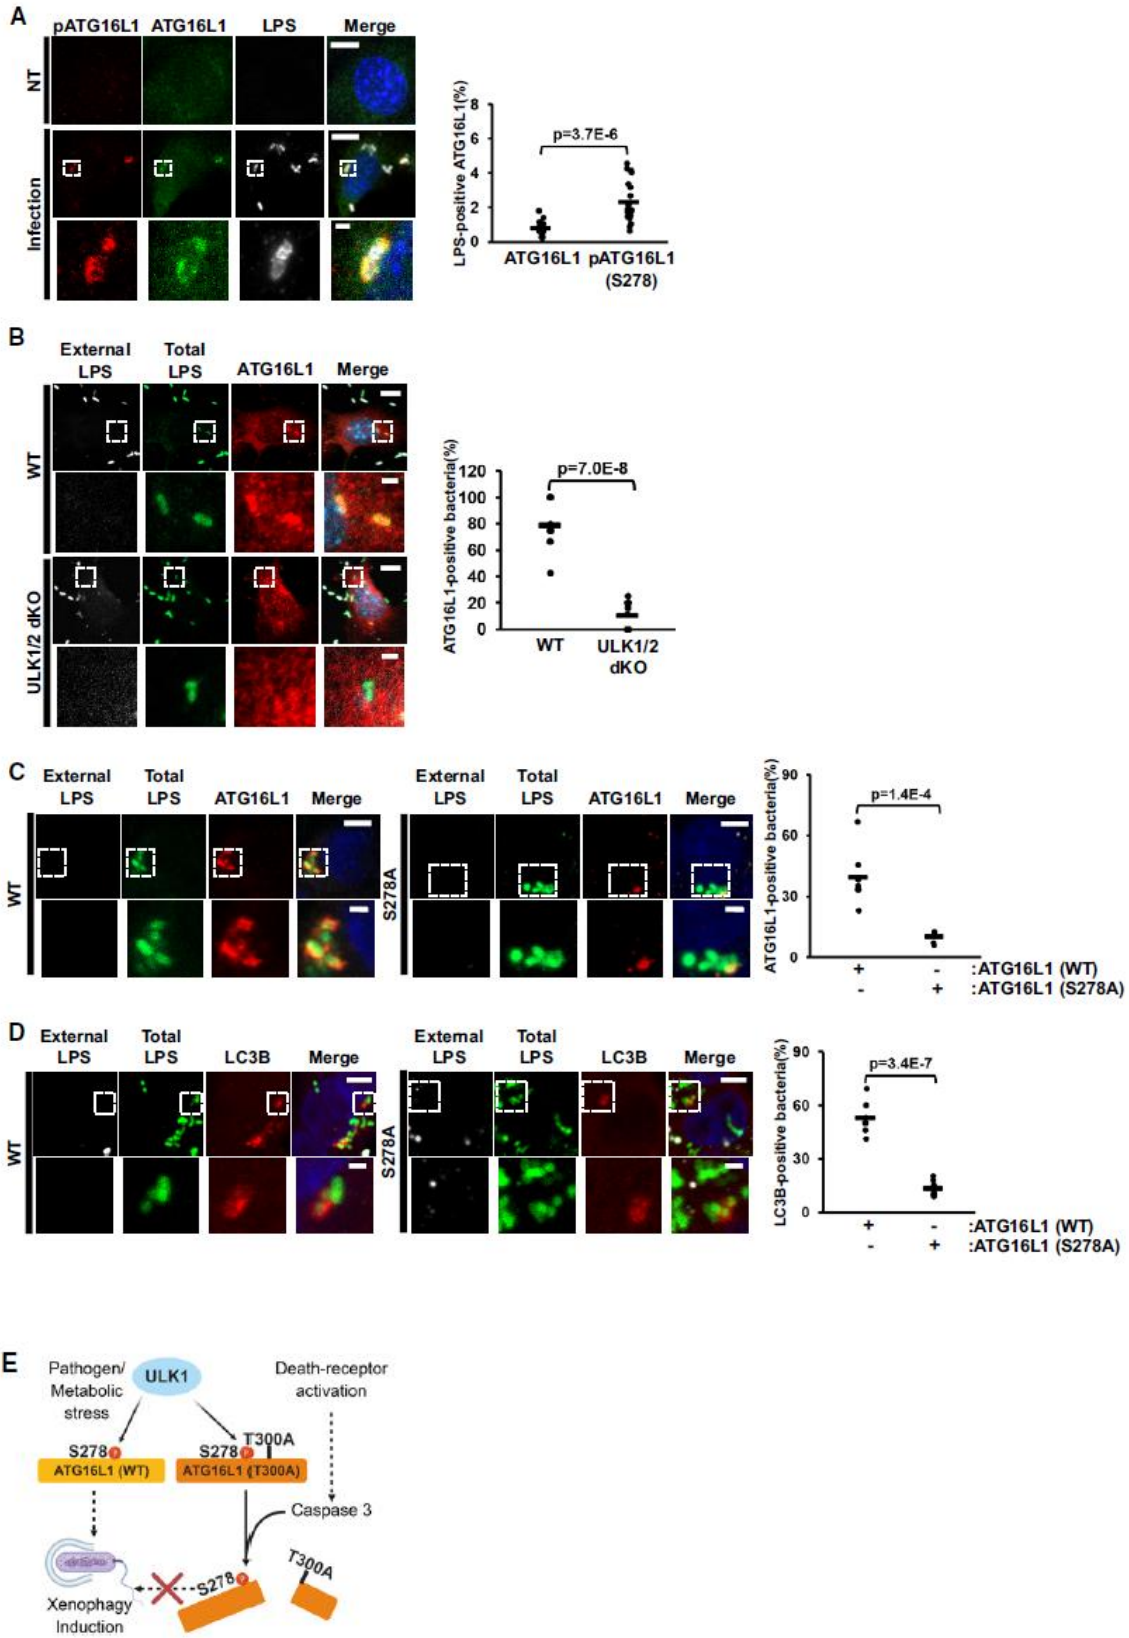 A
pATG16L1 ATG16L1 LPS Merge
NT
Infection
LPS-positive ATG16L1(%)
8
6
4
2
0
p=3.7E-6
ATG16L1 pATG16L1
(S278)
B
External Total
LPS LPS ATG16L1 Merge
WT
ULK1/2 dKO
ATG16L1-positive bacteria(%)
120
100
80
60
40
20
0
p=7.0E-8
WT ULK1/2
dKO
C
External Total
LPS LPS ATG16L1 Merge
WT
External Total
LPS LPS ATG16L1 Merge
S278A
ATG16L1-positive bacteria(%)
90
60
30
0
p=1.4E-4
+ - :ATG16L1 (WT)
- + :ATG16L1 (S278A)
D
External Total
LPS LPS LC3B Merge
WT
External Total
LPS LPS LC3B Merge
S278A
LC3B-positive bacteria(%)
90
60
30
0
p=3.4E-7
+ - :ATG16L1 (WT)
- + :ATG16L1 (S278A)
E
Pathogen/
Metabolic
stress
ULK1
Death-receptor
activation
S278 P
ATG16L1 (WT)
S278 P T300A
ATG16L1 (T300A)
Caspase 3
S278 P
T300A
Xenophagy
Induction